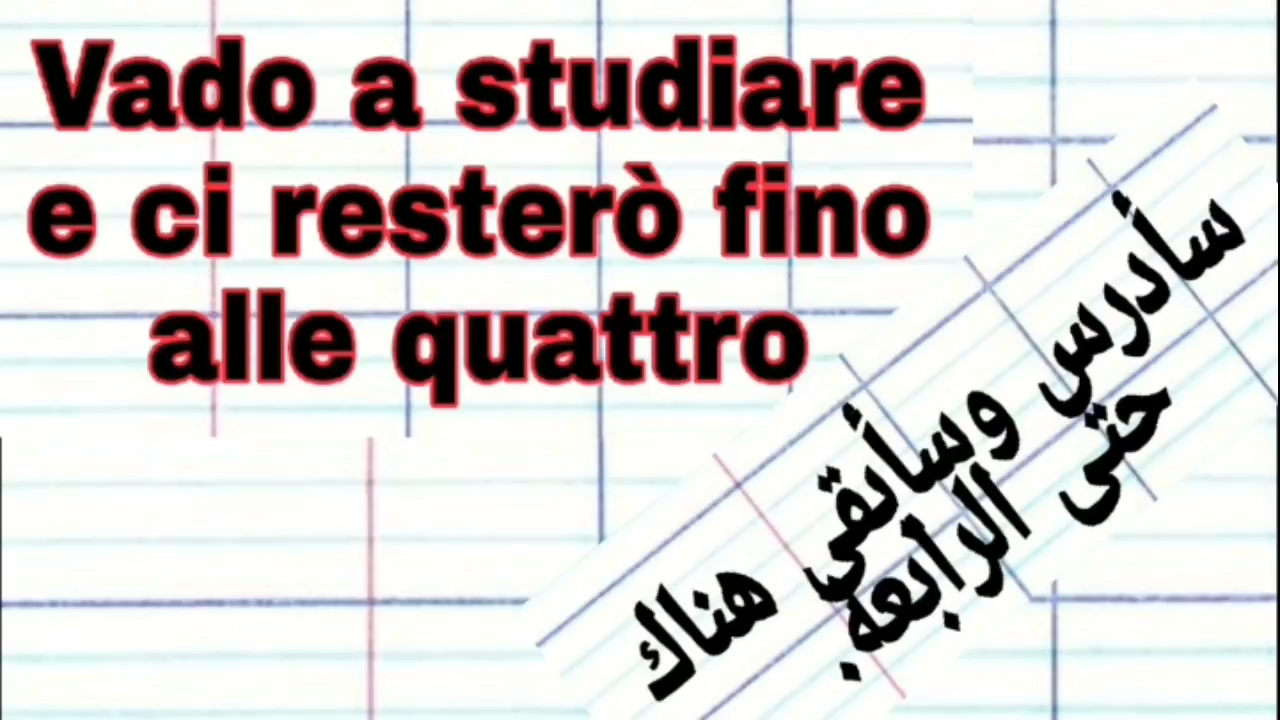 Vado a studiare
e ci resterò fino
alle quattro
سأدرس وسأبقى هناك
حتى الرابعة.